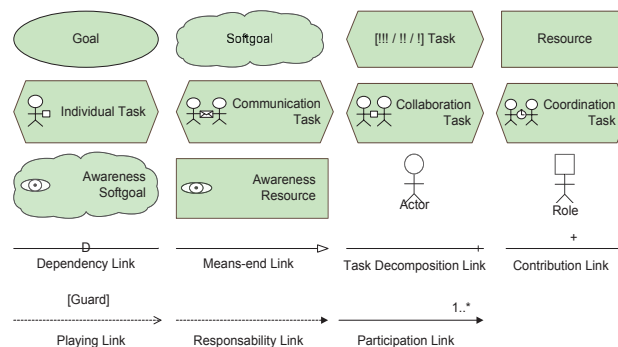 Goal
Softgoal
[!!! / !! / !] Task
Resource
Individual Task
Communication
Task
Collaboration
Task
Coordination
Task
Awareness
Softgoal
Awareness
Resource
Actor
Role
D
Dependency Link
Means-end Link
+
Task Decomposition Link
+
Contribution Link
[Guard]
Playing Link
Responsability Link
1..*
Participation Link